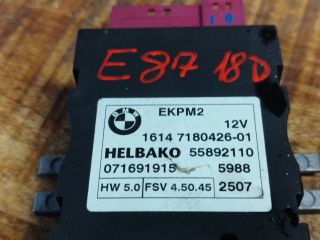 E87 18D
BMW
EKPM2
12V
1614 7180426-01
HELBAKO 55892110
071691915 5988
HW 5.0 FSV 4.50.45 2507